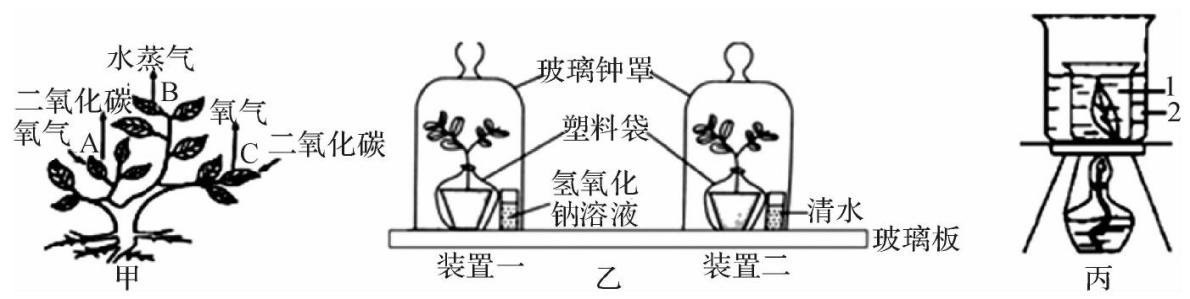 水蒸气
B
二氧化碳
氧气
A
氧气
C
二氧化碳
甲
玻璃钟罩
塑料袋
氢氧化
钠溶液
清水
玻璃板
装置一
乙
装置二
1
2
丙